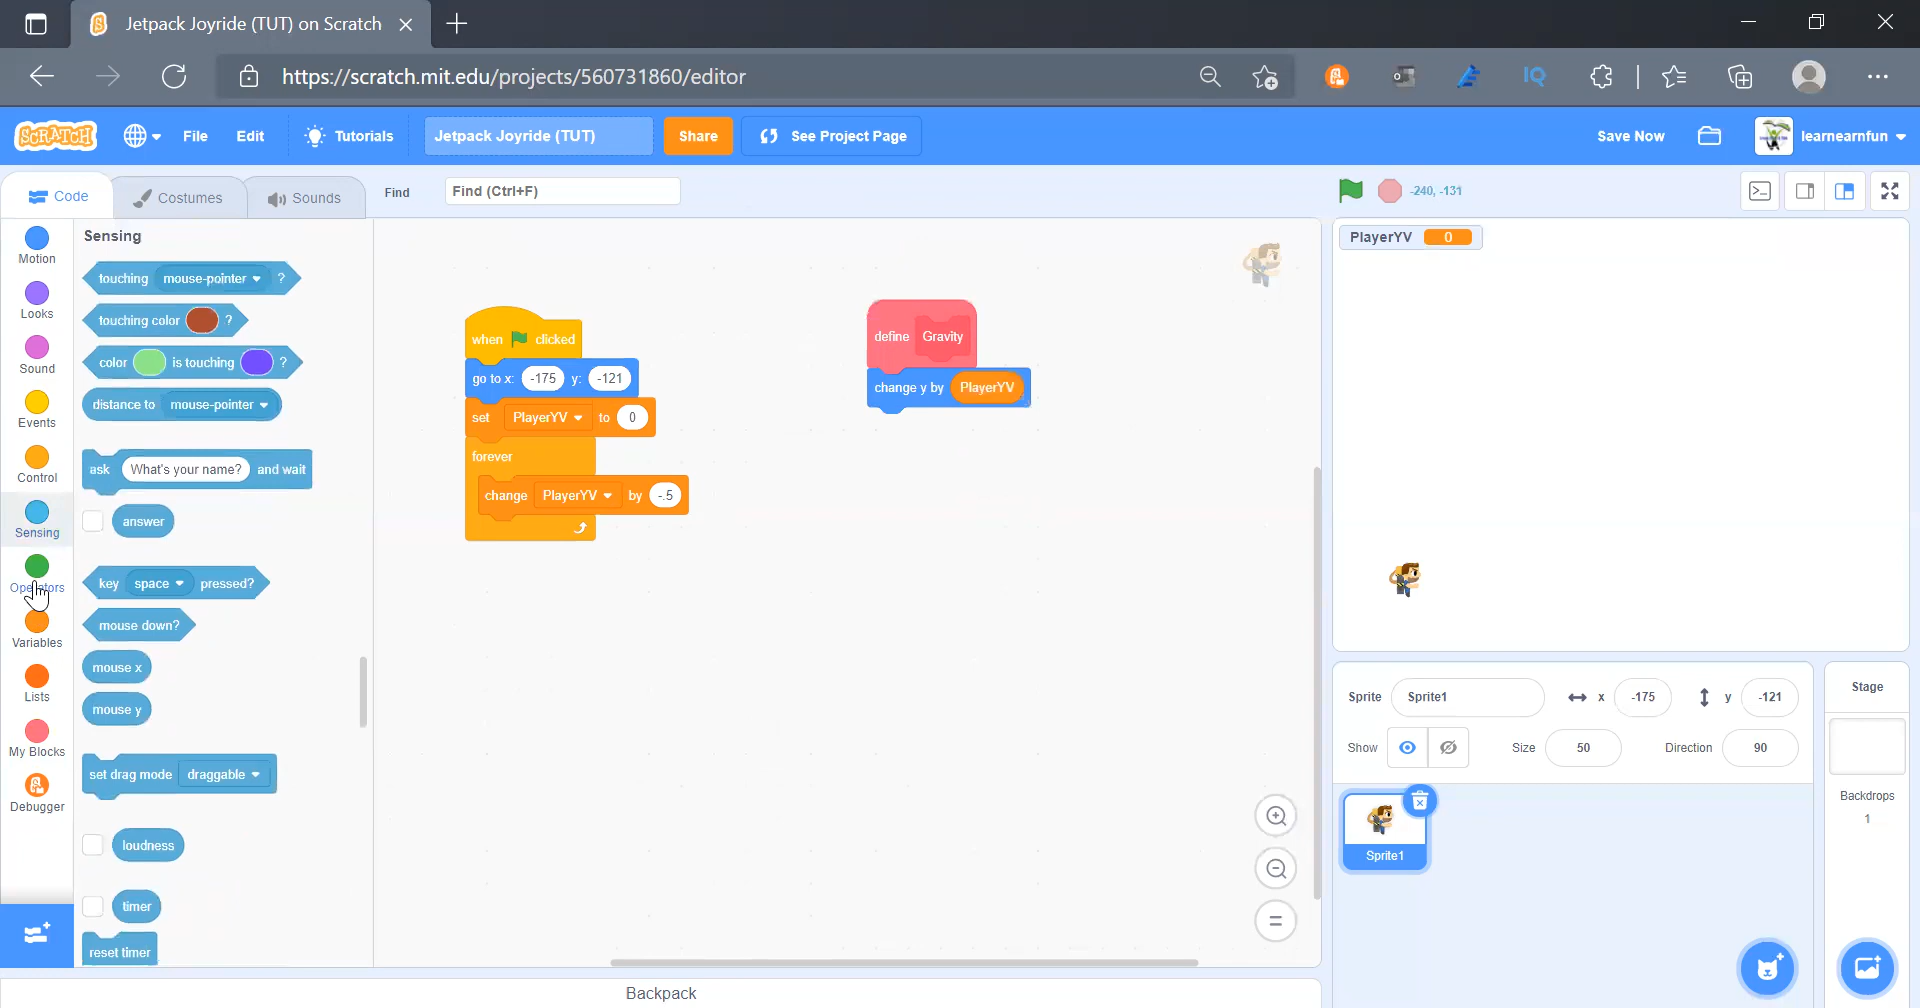 Jetpack Joyride (TUT) on Scratch
https://scratch.mit.edu/projects/560731860/editor
SCRATCH File Edit Tutorials Jetpack Joyride (TUT) Share See Project Page Save Now learnearnfun
Code Costumes Sounds Find Find (Ctrl+F) -240, -131
Motion
Looks
Sound
Events
Control
Sensing
Operators
Variables
Lists
My Blocks
Debugger
Sensing
touching mouse-pointer ?
touching color ?
color is touching ?
distance to mouse-pointer
ask What's your name? and wait
answer
key space pressed?
mouse down?
mouse x
mouse y
set drag mode draggable
loudness
timer
reset timer
when clicked
go to x: -175 y: -121
set PlayerYV to 0
forever
change PlayerYV by -.5
define Gravity
change y by PlayerYV
PlayerYV 0
Sprite Sprite1 x -175 y -121
Show Size 50 Direction 90
Sprite1
Stage
Backdrops
1
Backpack